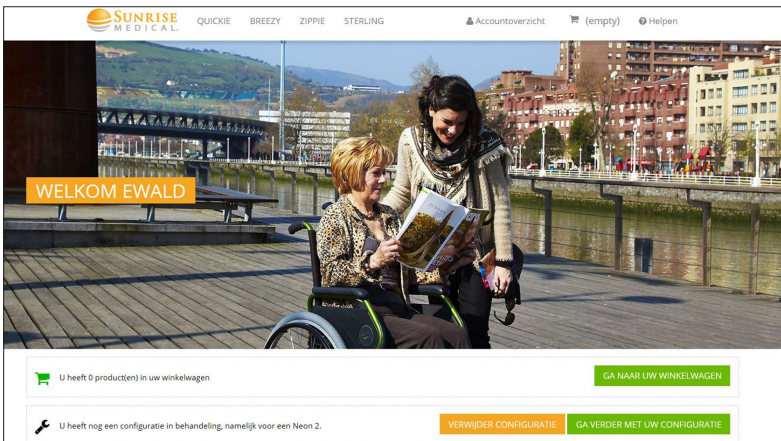 SUNRISE MEDICAL.
QUICKIE BREEZY ZIPPIE STERLING Accountoverzicht (empty) Helpen
WELKOM EWALD
U heeft 0 product(en) in uw winkelwagen GA NAAR UW WINKELWAGEN
U heeft nog een configuratie in behandeling, namelijk voor een Neon 2. VERWIJDER CONFIGURATIE GA VERDER MET UW CONFIGURATIE